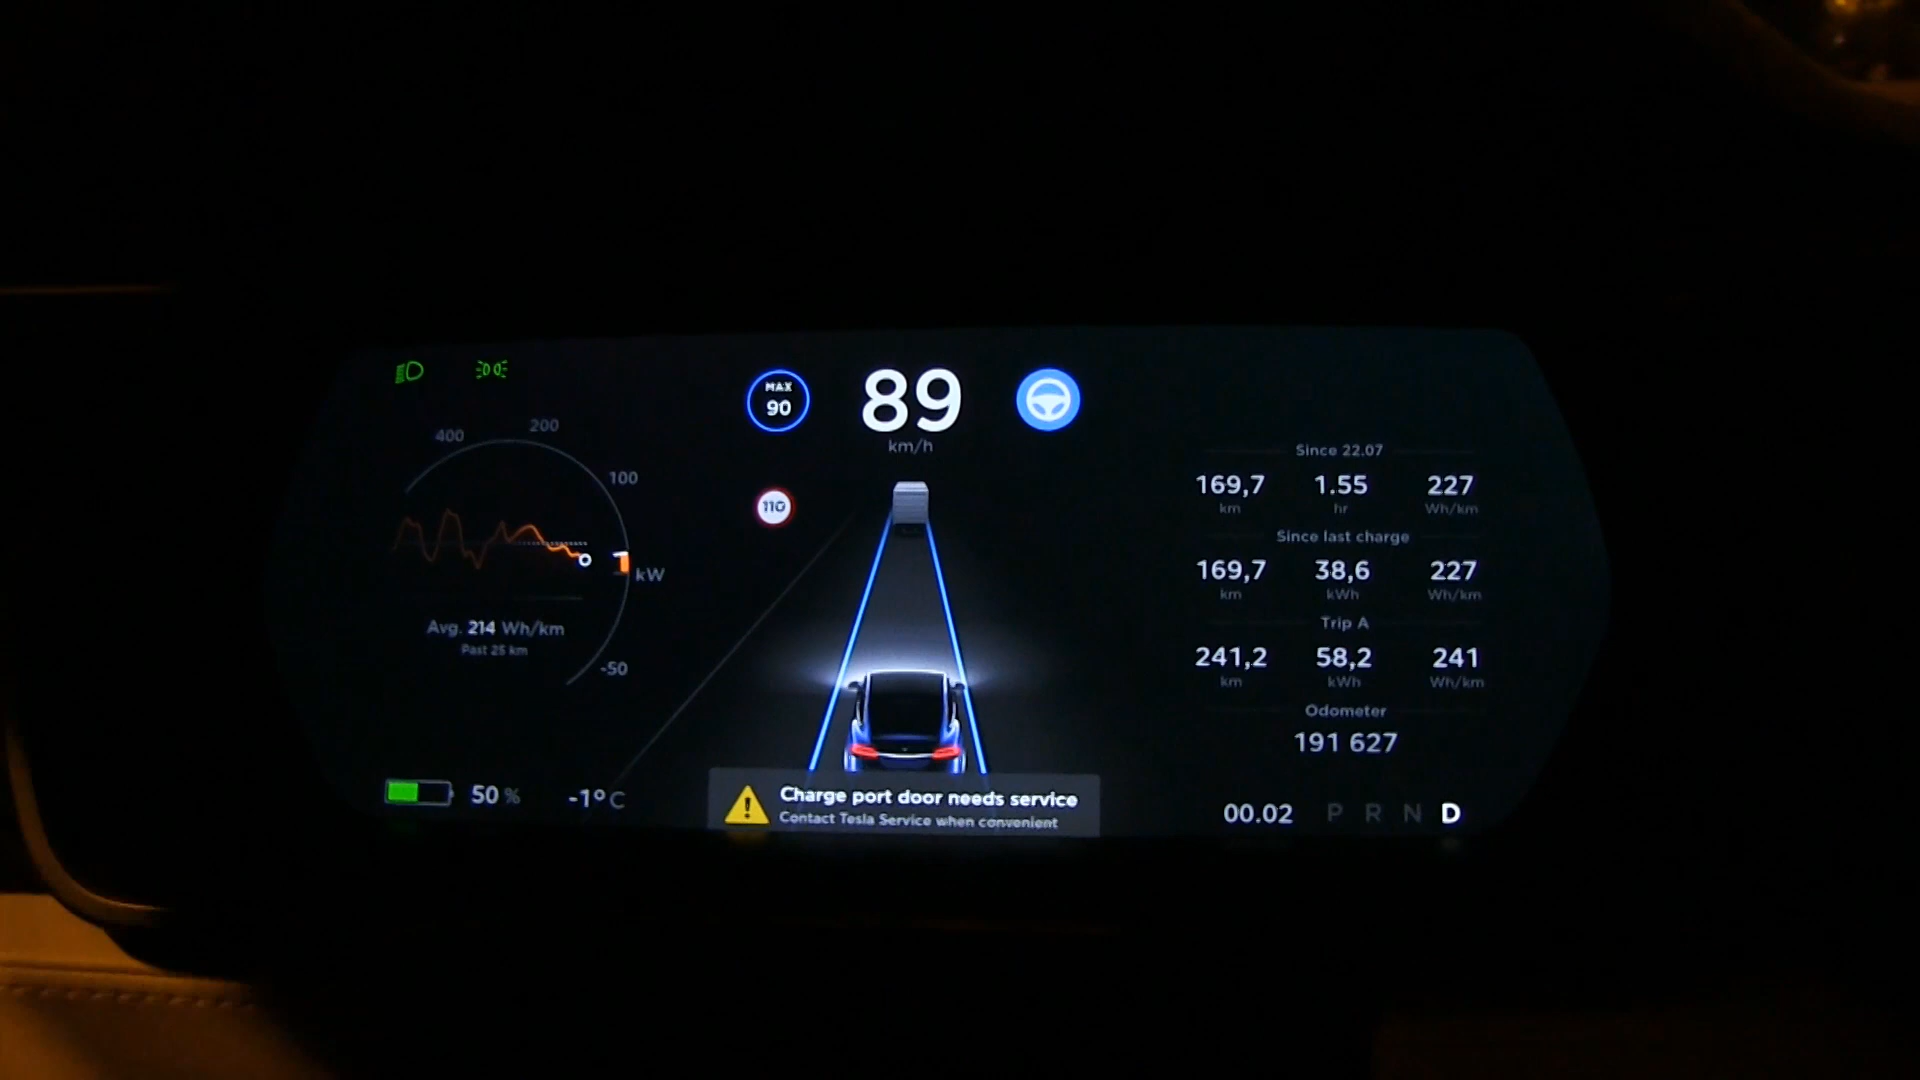 MAX
90
89
km/h
110
400
200
100
kW
-50
Avg. 214 Wh/km
Past 25 km
50 %
-1°C
Charge port door needs service
Contact Tesla Service when convenient
Since 22.07
169,7 1.55 227
km hr Wh/km
Since last charge
169,7 38,6 227
km kWh Wh/km
Trip A
241,2 58,2 241
km kWh Wh/km
Odometer
191 627
00.02 P R N D